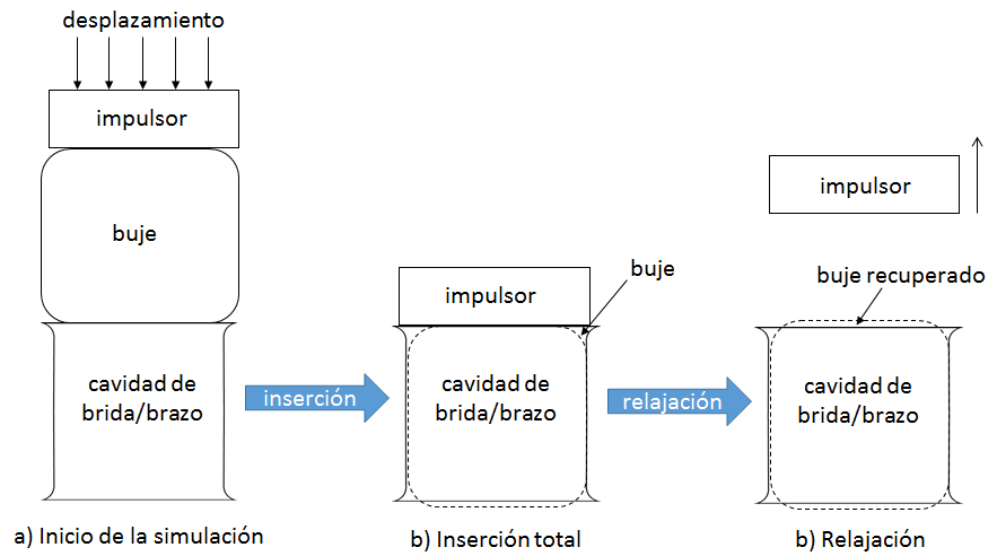 desplazamiento
impulsor
buje
cavidad de
brida/brazo
a) Inicio de la simulación
inserción
impulsor
buje
cavidad de
brida/brazo
b) Inserción total
relajación
impulsor
buje recuperado
cavidad de
brida/brazo
b) Relajación